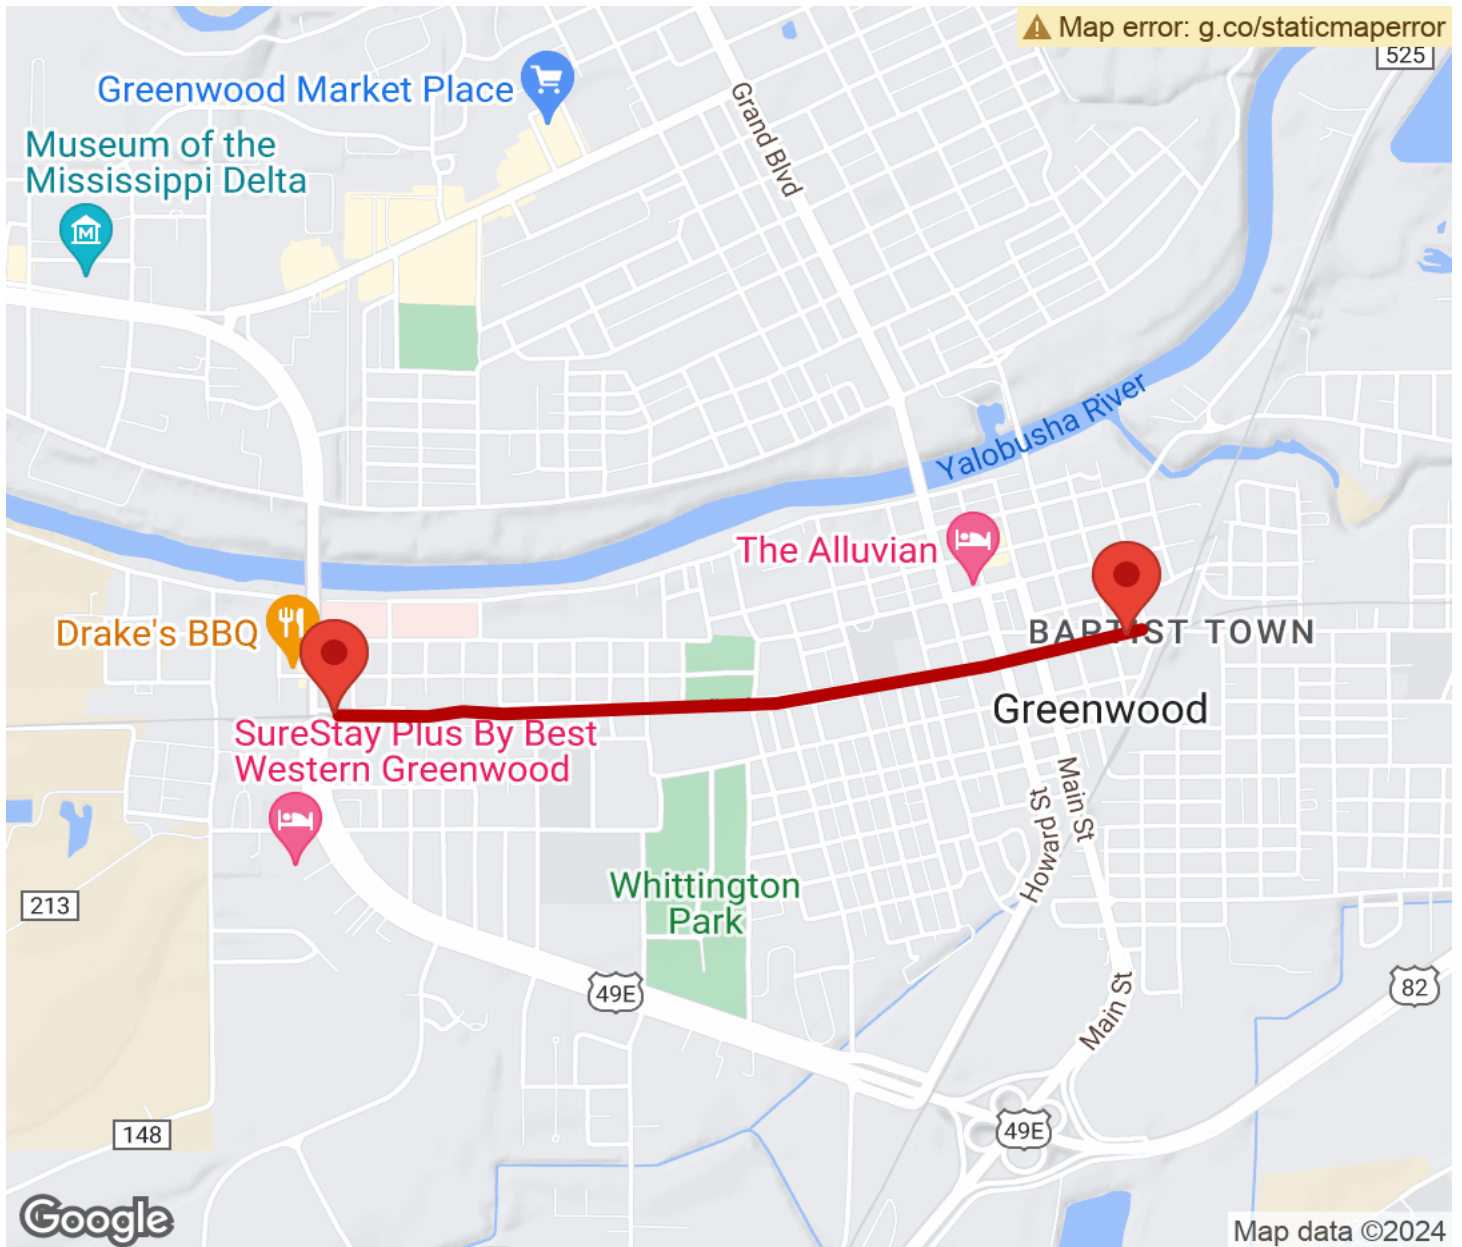 Map error: g.co/staticmaperror
525
Greenwood Market Place
Grand Blvd
Museum of the
Mississippi Delta
Yalobusha River
The Alluvian
Drake's BBQ
BAPTIST TOWN
Greenwood
SureStay Plus By Best
Western Greenwood
Main St
Howard St
213
Whittington
Park
49E
82
Main St
148
49E
Google
Map data ©2024